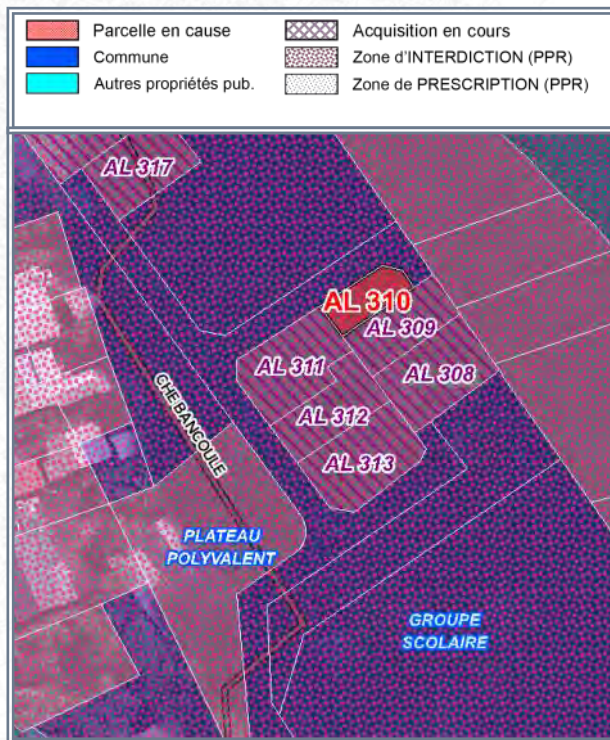 Parcelle en cause
Acquisition en cours
Commune
Zone d'INTERDICTION (PPR)
Autres propriétés pub.
Zone de PRESCRIPTION (PPR)
AL 317
AL 310
AL 309
AL 311
AL 308
AL 312
AL 313
CHE BANCOULE
PLATEAU
POLYVALENT
GROUPE
SCOLAIRE